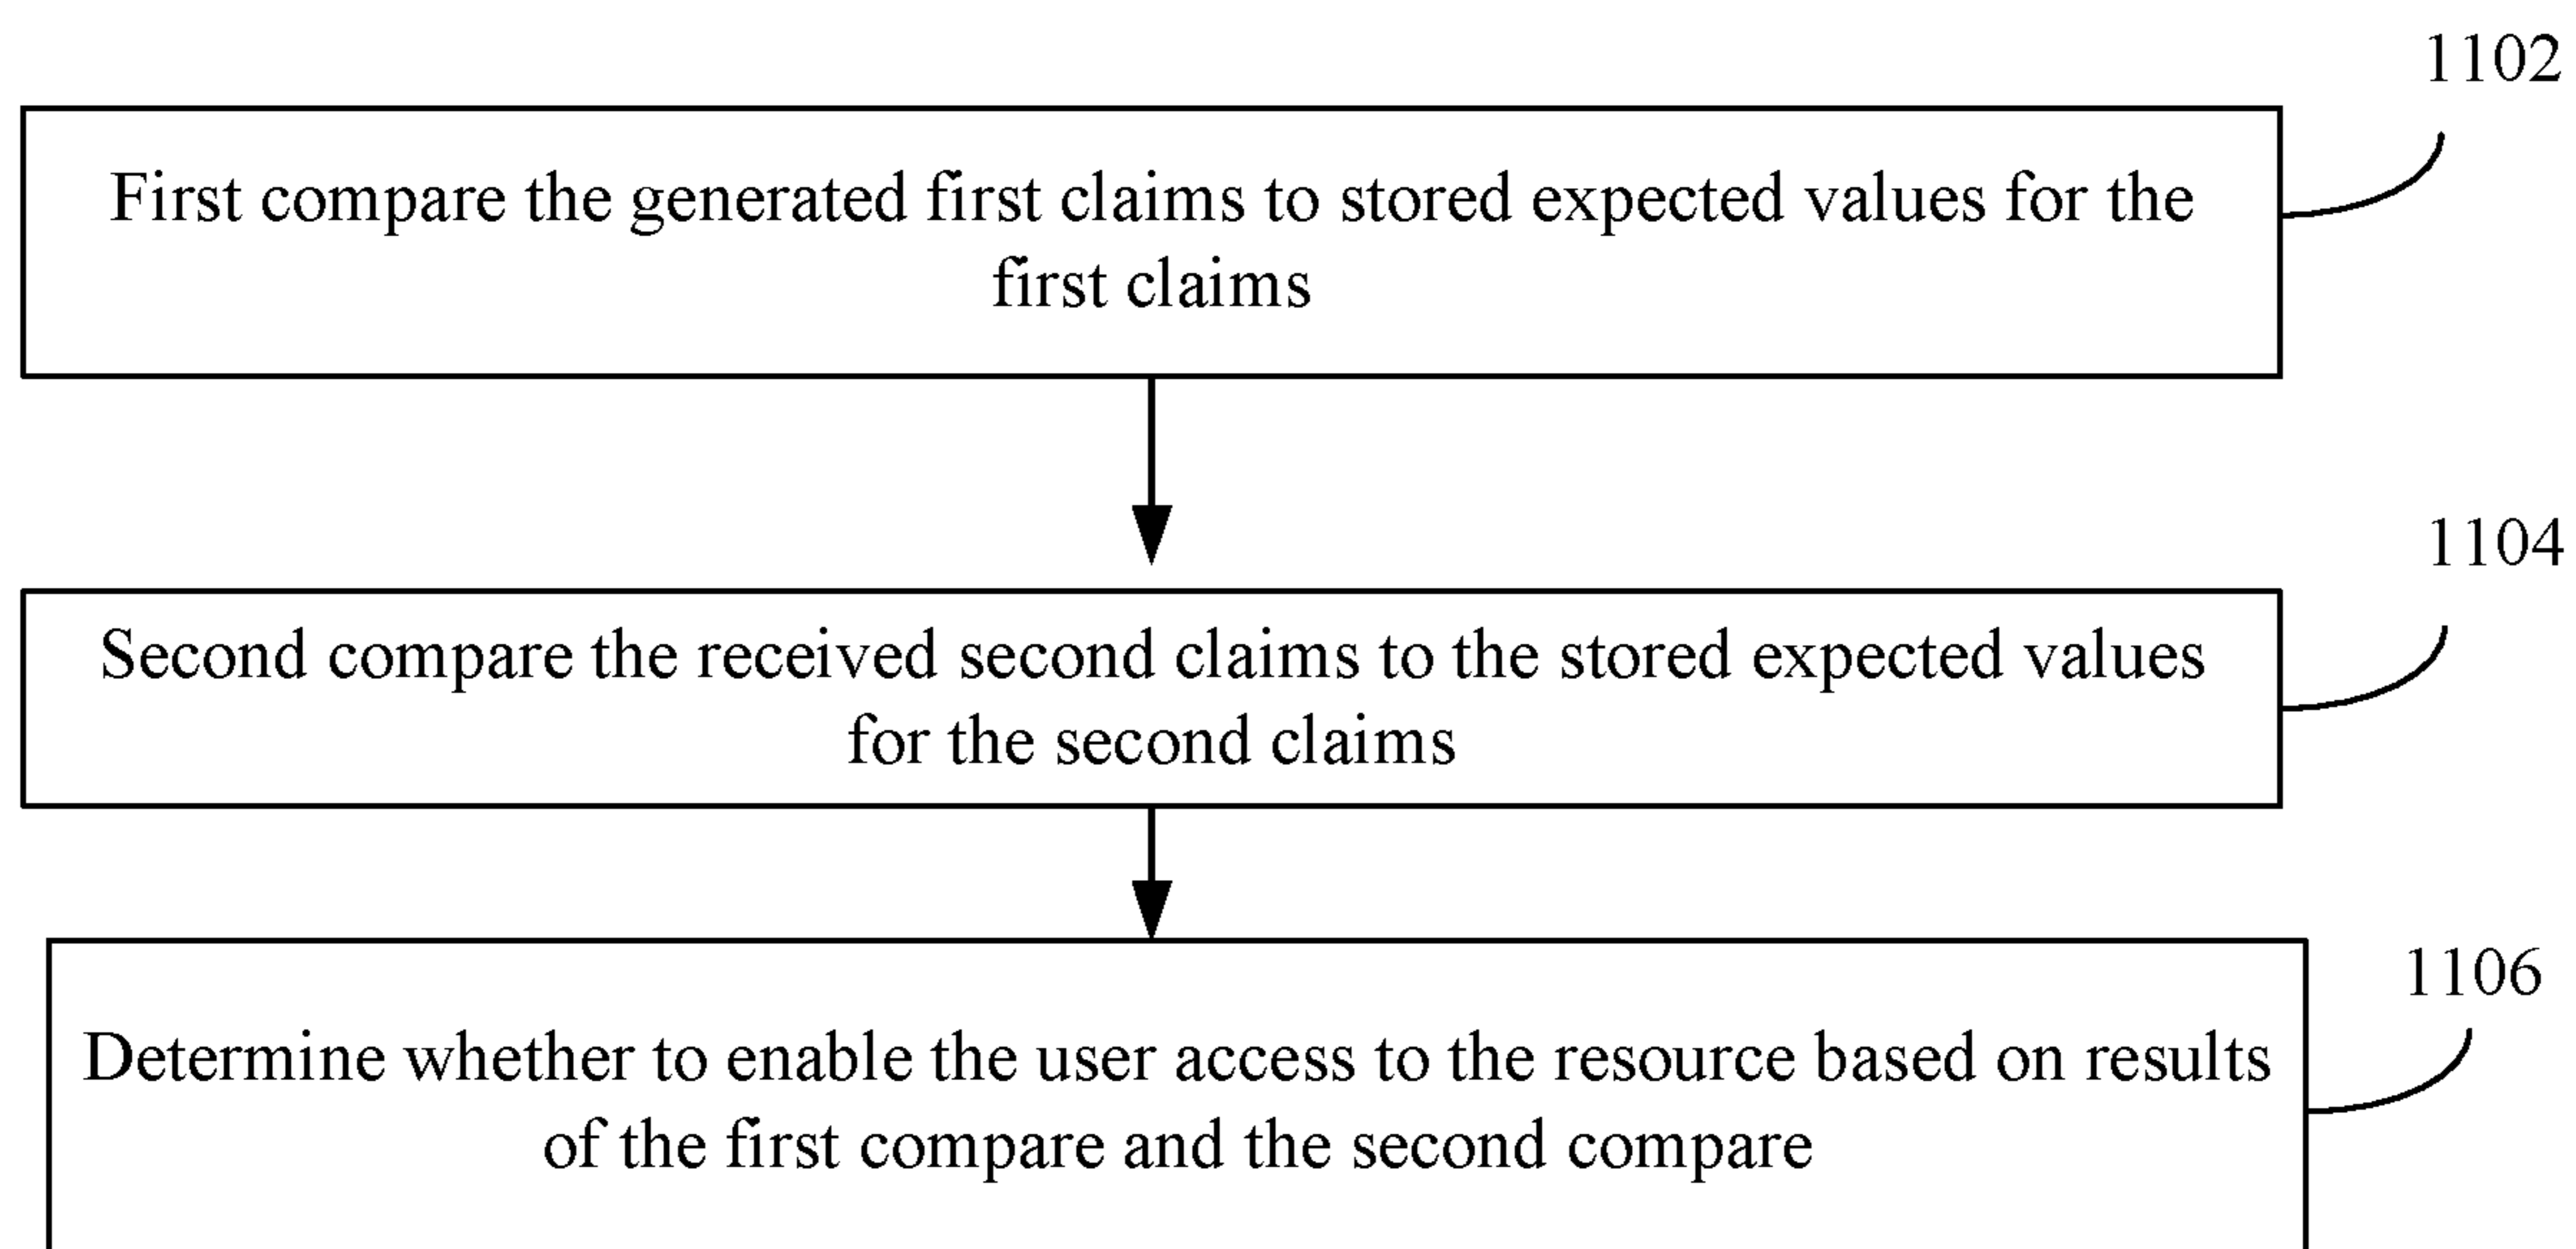 1102
First compare the generated first claims to stored expected values for the
first claims
1104
Second compare the received second claims to the stored expected values
for the second claims
1106
Determine whether to enable the user access to the resource based on results
of the first compare and the second compare